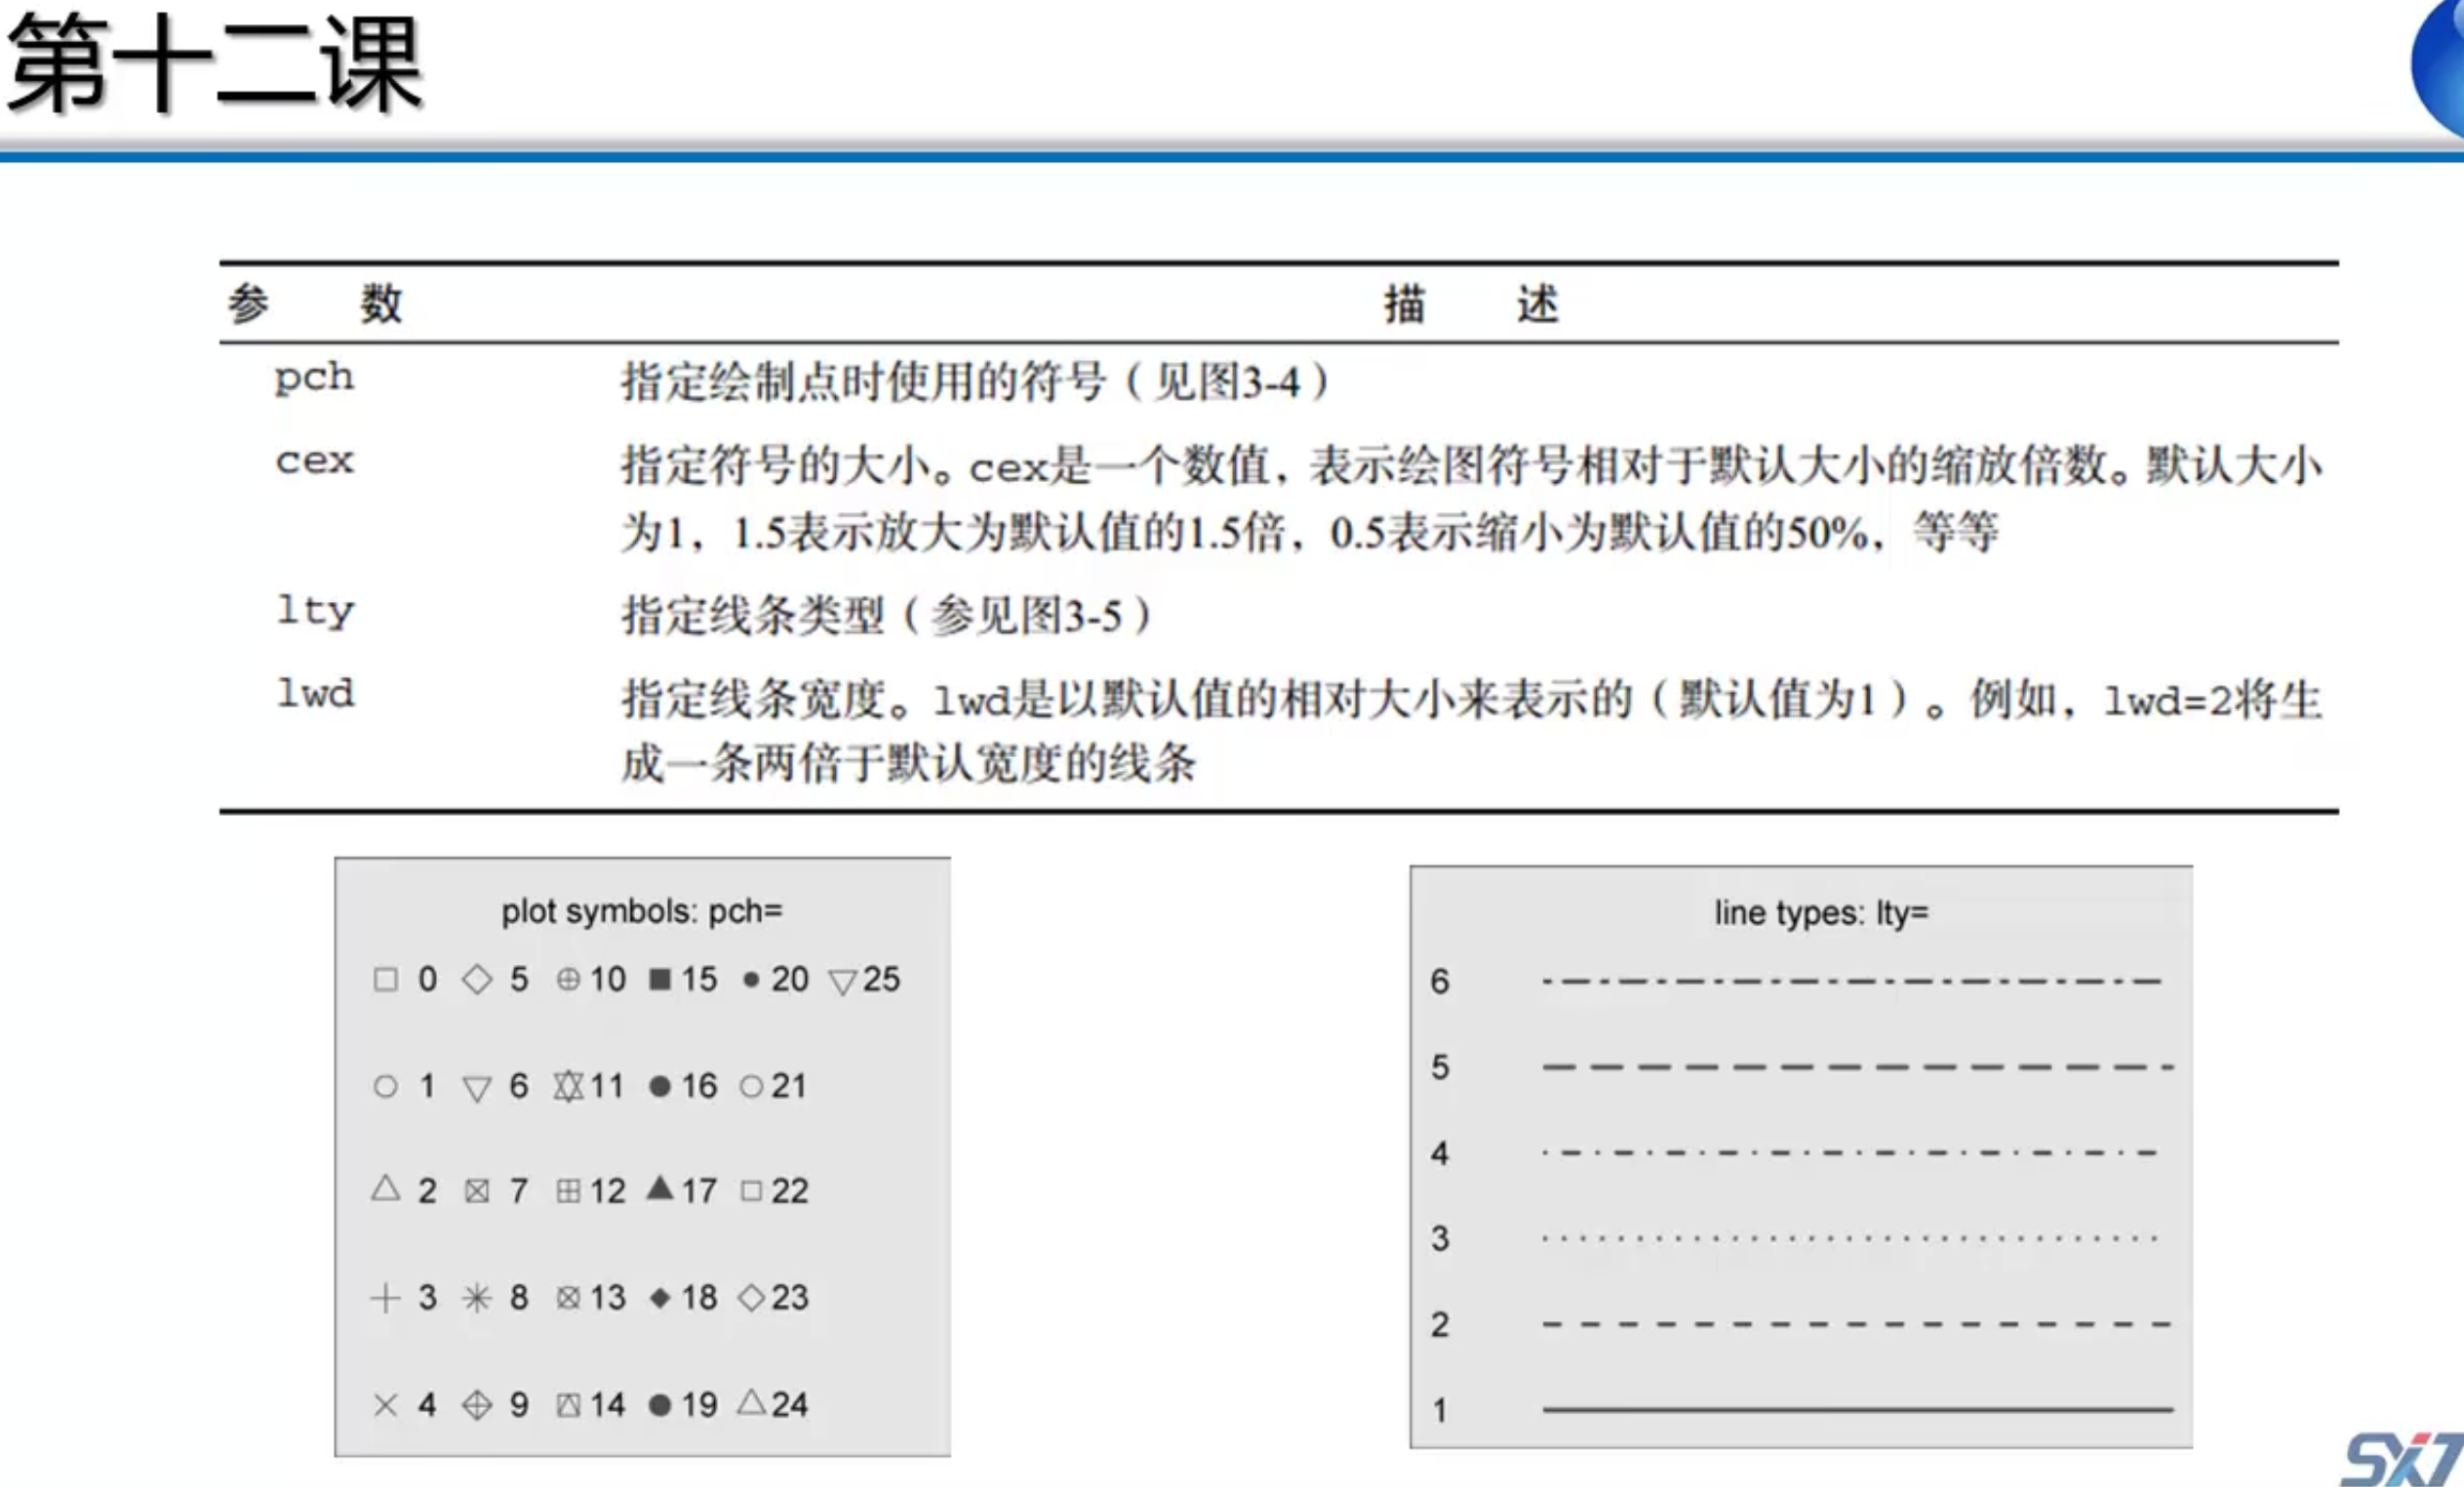 第十二课
参 数 描 述
pch 指定绘制点时使用的符号（见图3-4）
cex 指定符号的大小。cex是一个数值，表示绘图符号相对于默认大小的缩放倍数。默认大小
为1，1.5表示放大为默认值的1.5倍，0.5表示缩小为默认值的50%，等等
lty 指定线条类型（参见图3-5）
lwd 指定线条宽度。lwd是以默认值的相对大小来表示的（默认值为1）。例如，lwd=2将生
成一条两倍于默认宽度的线条
plot symbols: pch=
0 5 10 15 20 25
1 6 11 16 21
2 7 12 17 22
3 8 13 18 23
4 9 14 19 24
line types: lty=
6
5
4
3
2
1